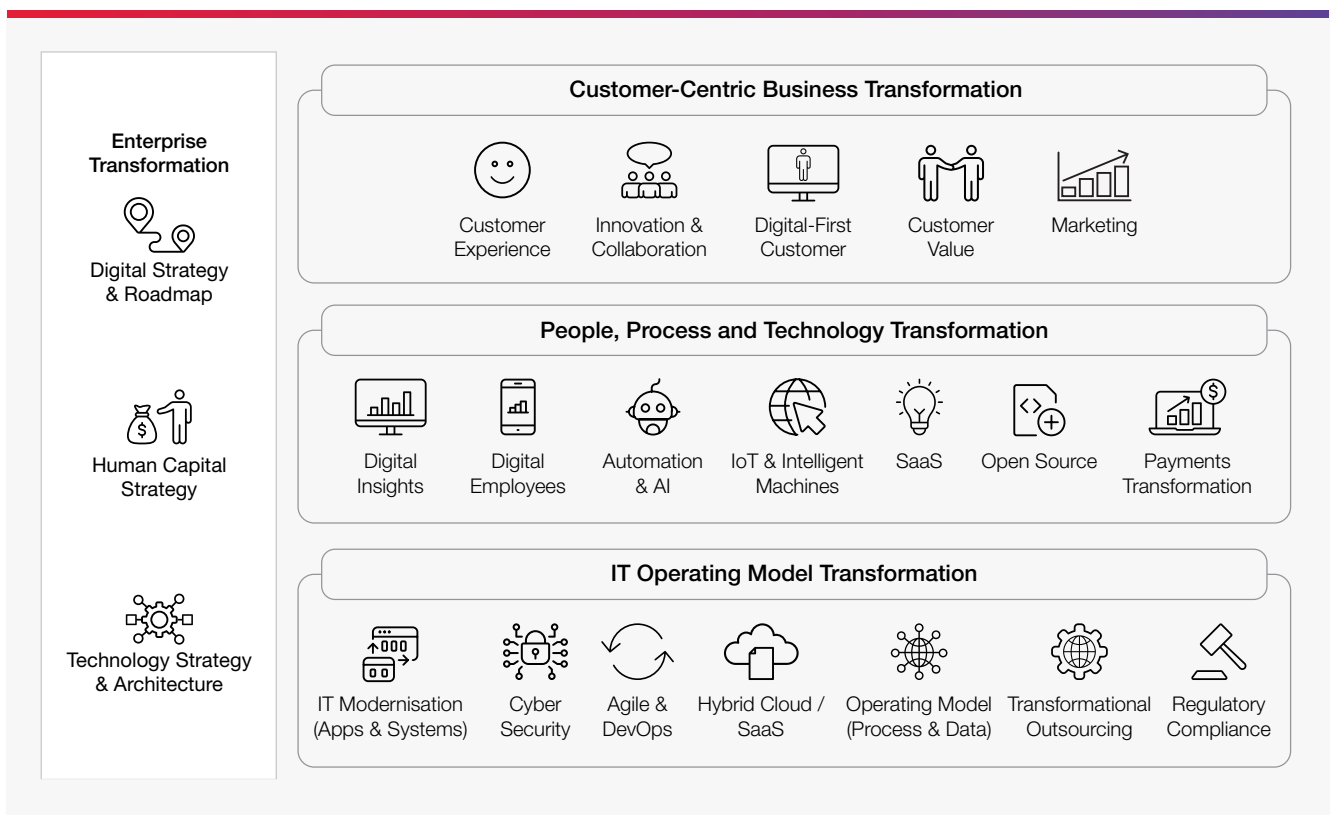 Enterprise
Transformation
Digital Strategy
& Roadmap
$
Human Capital
Strategy
Technology Strategy
& Architecture
Customer-Centric Business Transformation
Customer
Experience
Innovation &
Collaboration
Digital-First
Customer
Customer
Value
Marketing
People, Process and Technology Transformation
Digital
Insights
Digital
Employees
Automation
& AI
IoT & Intelligent
Machines
SaaS
Open Source
$
Payments
Transformation
IT Operating Model Transformation
IT Modernisation
(Apps & Systems)
Cyber
Security
Agile &
DevOps
Hybrid Cloud /
SaaS
Operating Model
(Process & Data)
Transformational
Outsourcing
Regulatory
Compliance